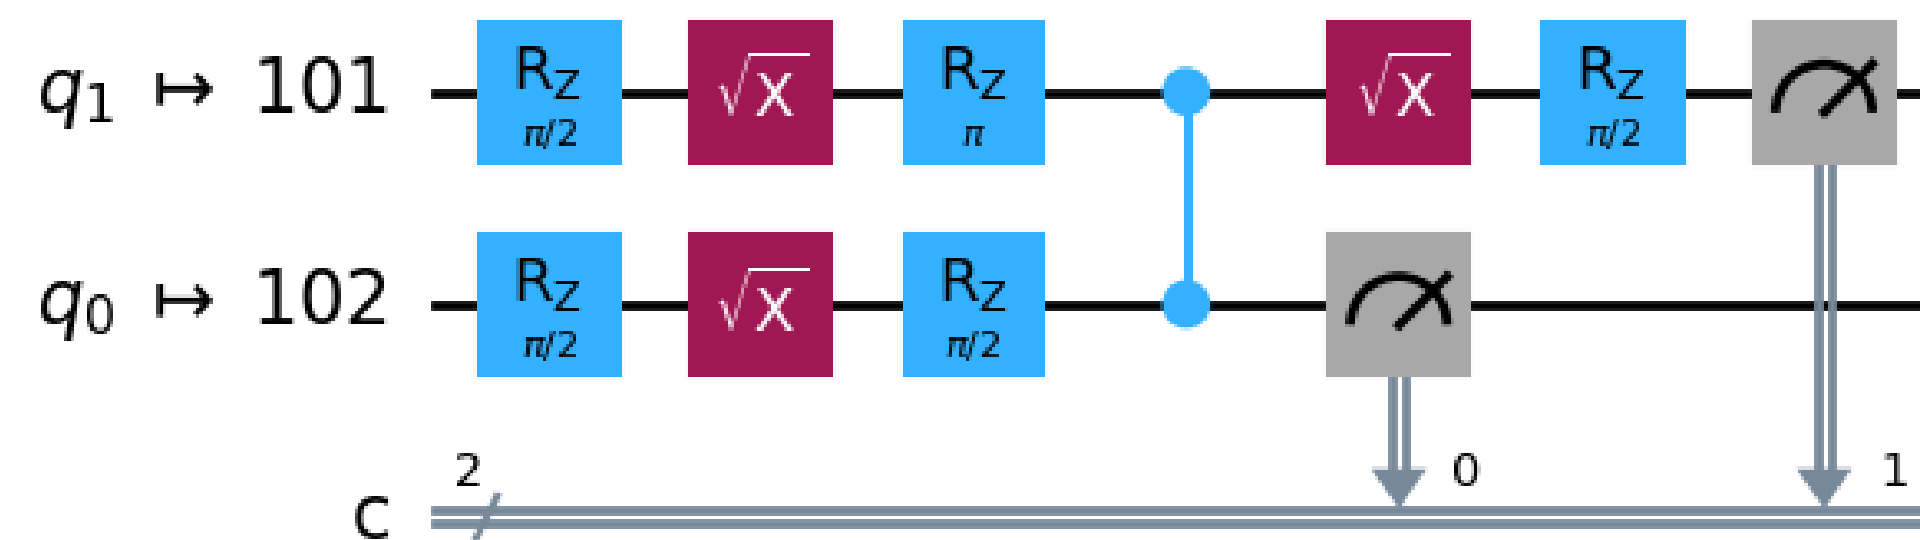 q₁ ↦ 101 R_Z π/2 √X R_Z π √X R_Z π/2
q₀ ↦ 102 R_Z π/2 √X R_Z π/2
c 2 0 1